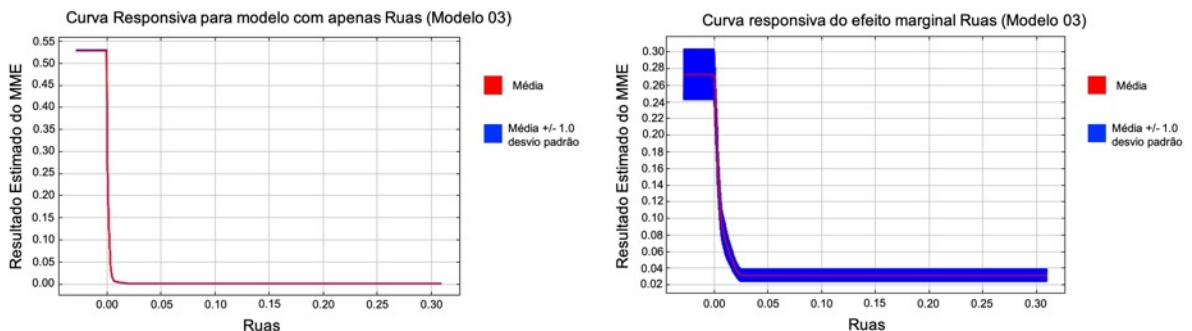 Curva Responsiva para modelo com apenas Ruas (Modelo 03)
Resultado Estimado do MME
0.55
0.50
0.45
0.40
0.35
0.30
0.25
0.20
0.15
0.10
0.05
0.00
0.00 0.05 0.10 0.15 0.20 0.25 0.30
Ruas
Média
Média +/- 1.0
desvio padrão
Curva responsiva do efeito marginal Ruas (Modelo 03)
Resultado Estimado do MME
0.30
0.28
0.26
0.24
0.22
0.20
0.18
0.16
0.14
0.12
0.10
0.08
0.06
0.04
0.02
0.00 0.05 0.10 0.15 0.20 0.25 0.30
Ruas
Média
Média +/- 1.0
desvio padrão